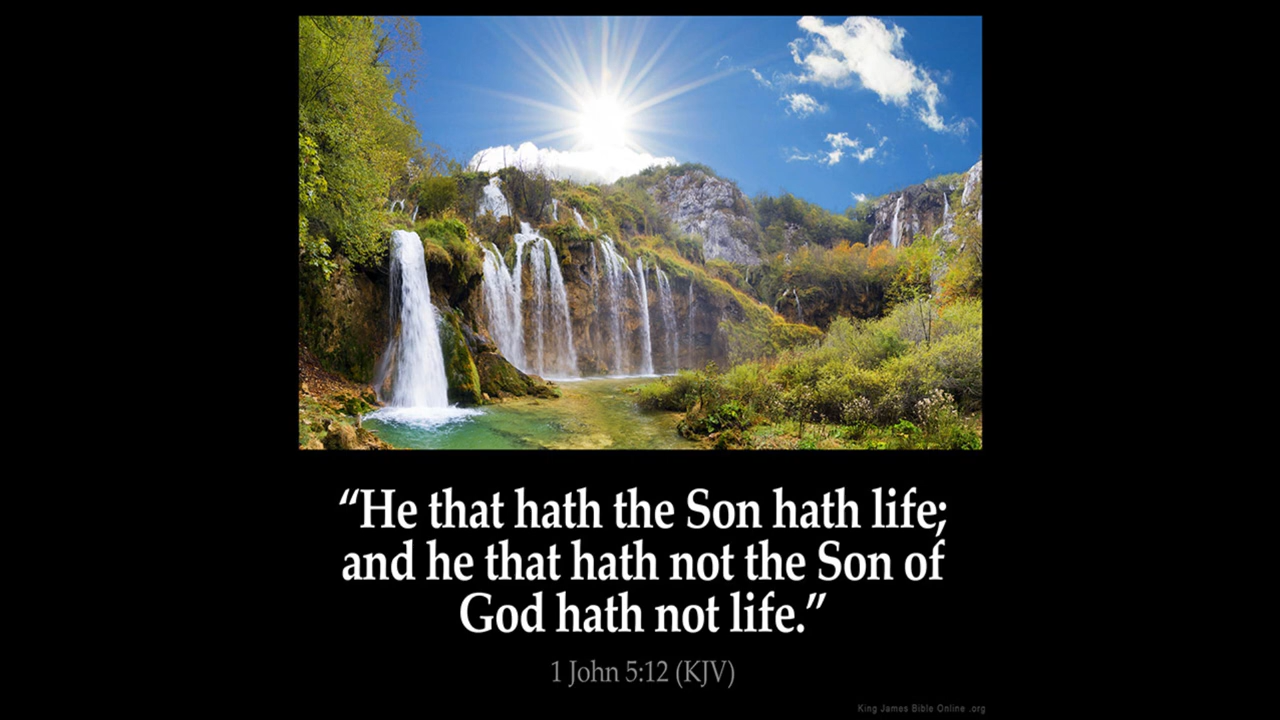 “He that hath the Son hath life;
and he that hath not the Son of
God hath not life.”
1 John 5:12 (KJV)
King James Bible Online .org